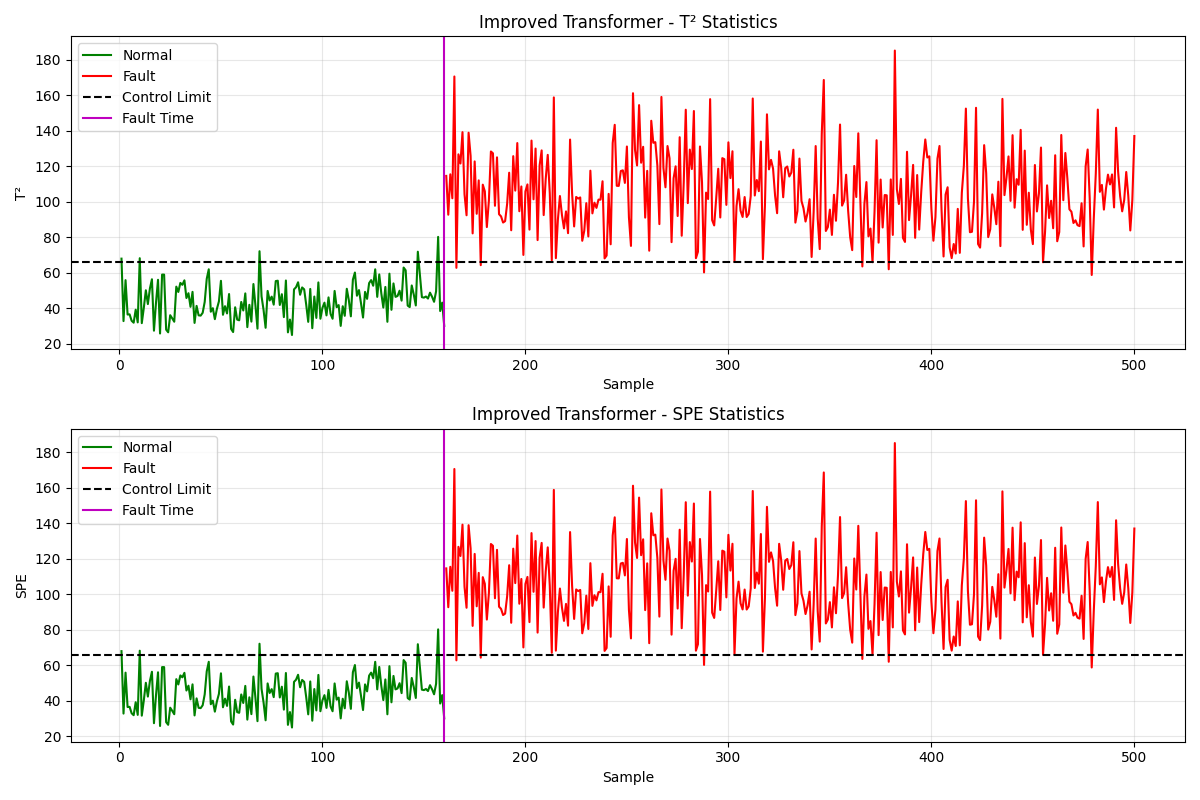 Improved Transformer - T² Statistics
Normal
Fault
Control Limit
Fault Time
T²
180
160
140
120
100
80
60
40
20
0 100 200 300 400 500
Sample
Improved Transformer - SPE Statistics
Normal
Fault
Control Limit
Fault Time
SPE
180
160
140
120
100
80
60
40
20
0 100 200 300 400 500
Sample